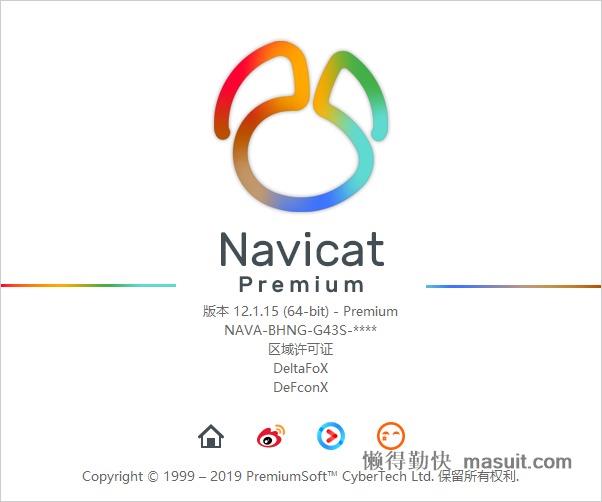 Navicat
Premium
版本 12.1.15 (64-bit) - Premium
NAVA-BHNG-G43S-****
区域许可证
DeltaFoX
DeFconX
懒得勤快 masuit.com
Copyright © 1999 – 2019 PremiumSoft™ CyberTech Ltd. 保留所有权利.